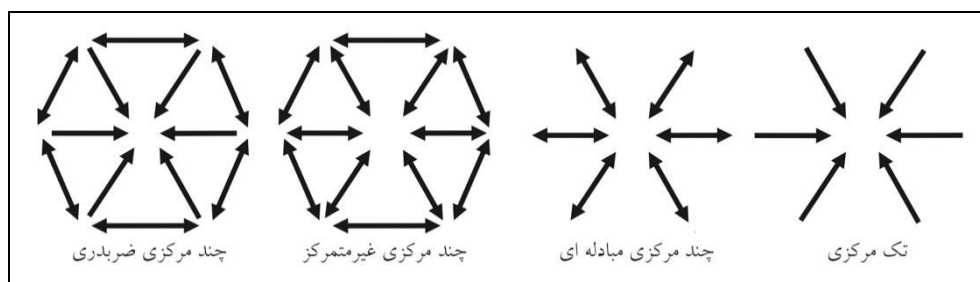 تک مرکزی
چند مرکزی مبادله ای
چند مرکزی غیرمتمرکز
چند مرکزی ضربدری